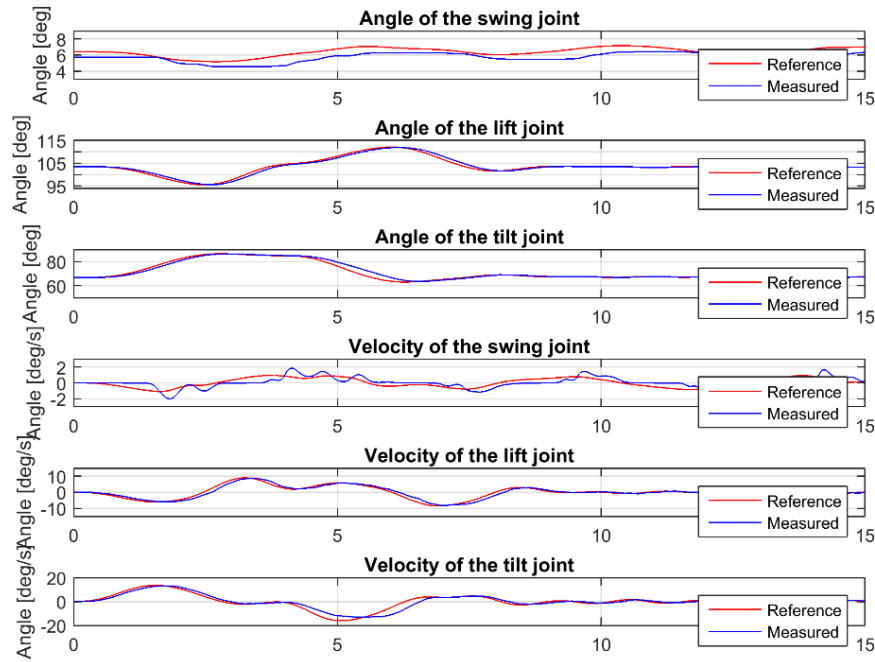 Angle of the swing joint
Angle [deg]
8
6
4
Reference
Measured
0
5
10
15
Angle of the lift joint
Angle [deg]
115
105
95
Reference
Measured
0
5
10
15
Angle of the tilt joint
Angle [deg]
80
60
Reference
Measured
0
5
10
15
Velocity of the swing joint
Angle [deg/s]
2
0
-2
Reference
Measured
0
5
10
15
Velocity of the lift joint
Angle [deg/s]
10
0
-10
Reference
Measured
0
5
10
15
Velocity of the tilt joint
Angle [deg/s]
20
0
-20
Reference
Measured
0
5
10
15